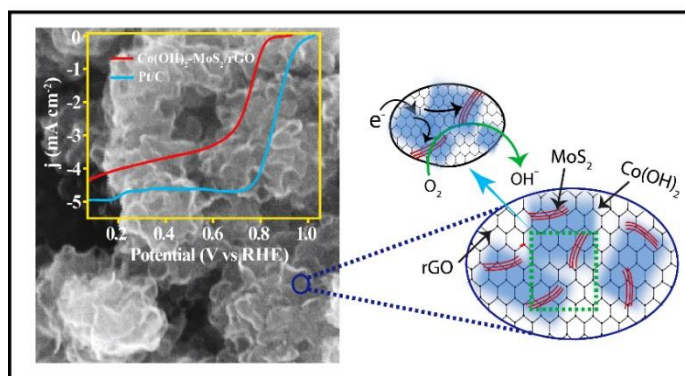 0
-1
-2
-3
-4
-5
j (mA cm⁻²)
Co(OH)₂-MoS₂/rGO
Pt/C
0.2 0.4 0.6 0.8 1.0
Potential (V vs RHE)
e⁻
O₂
OH⁻
MoS₂
Co(OH)₂
rGO